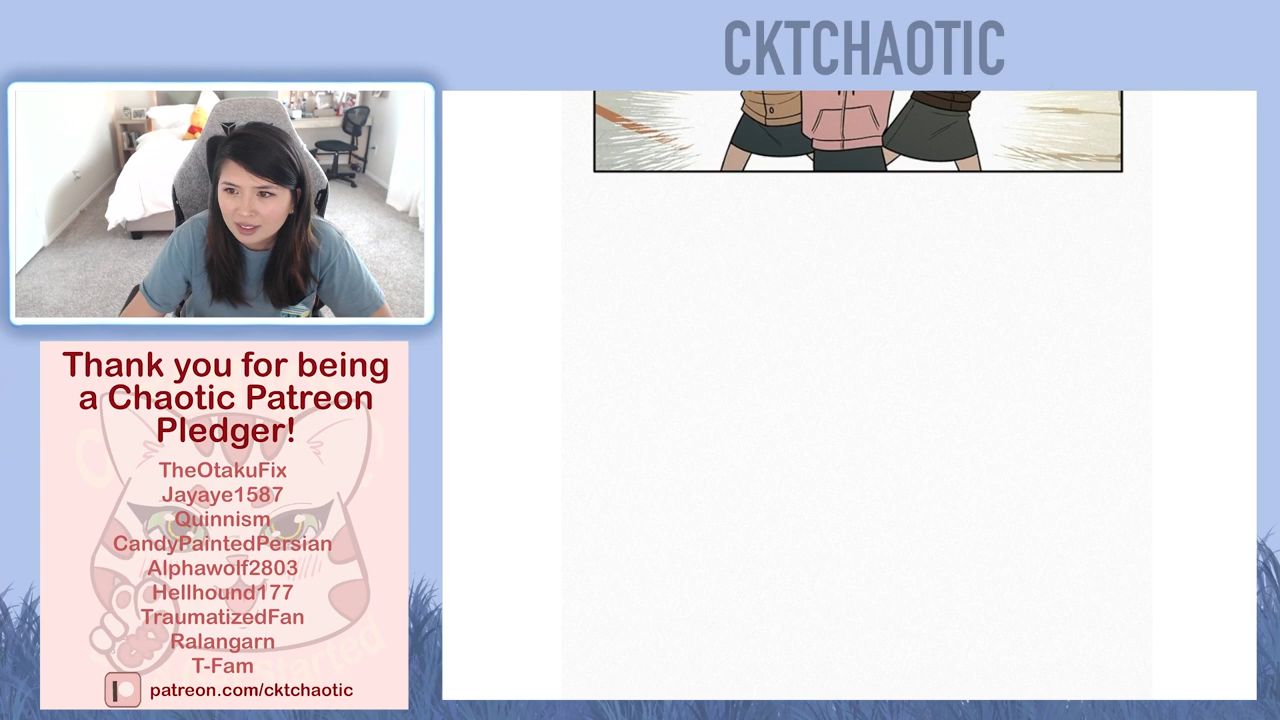 CKTCHAOTIC
Thank you for being
a Chaotic Patreon
Pledger!
TheOtakuFix
Jayaye1587
Quinnism
CandyPaintedPersian
Alphawolf2803
Hellhound177
TraumatizedFan
Ralangarn
T-Fam
patreon.com/cktchaotic